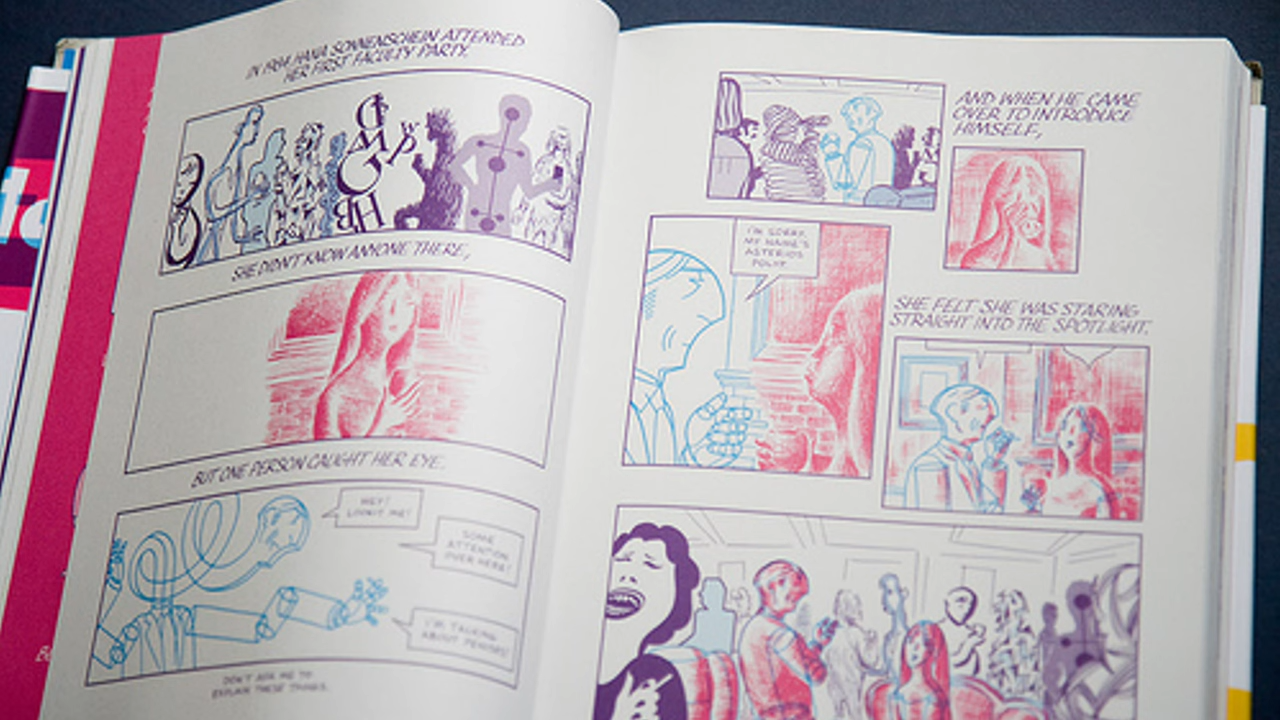 IN 1984 HANA SONNENSCHEIN ATTENDED
HER FIRST FACULTY PARTY.
SHE DIDN'T KNOW ANYONE THERE,
BUT ONE PERSON CAUGHT HER EYE.
HEY!
LOOKIT ME!
SOME
ATTENTION
OVER HERE!
I'M TALKING
ABOUT
DON'T ASK ME TO
EXPLAIN THESE THINGS.
AND WHEN HE CAME
OVER TO INTRODUCE
HIMSELF,
I'M SORRY,
MY NAME'S
ASTERIOS
POLYP.
SHE FELT SHE WAS STARING
STRAIGHT INTO THE SPOTLIGHT.